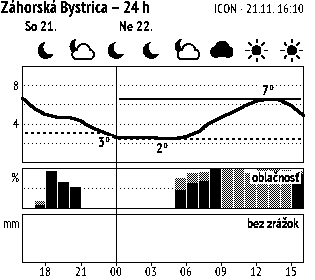 Záhorská Bystrica – 24 h
ICON - 21.11. 16:10
So 21.
Ne 22.
8
4
7°
3°
2°
%
oblačnosť
mm
bez zrážok
18 21 00 03 06 09 12 15